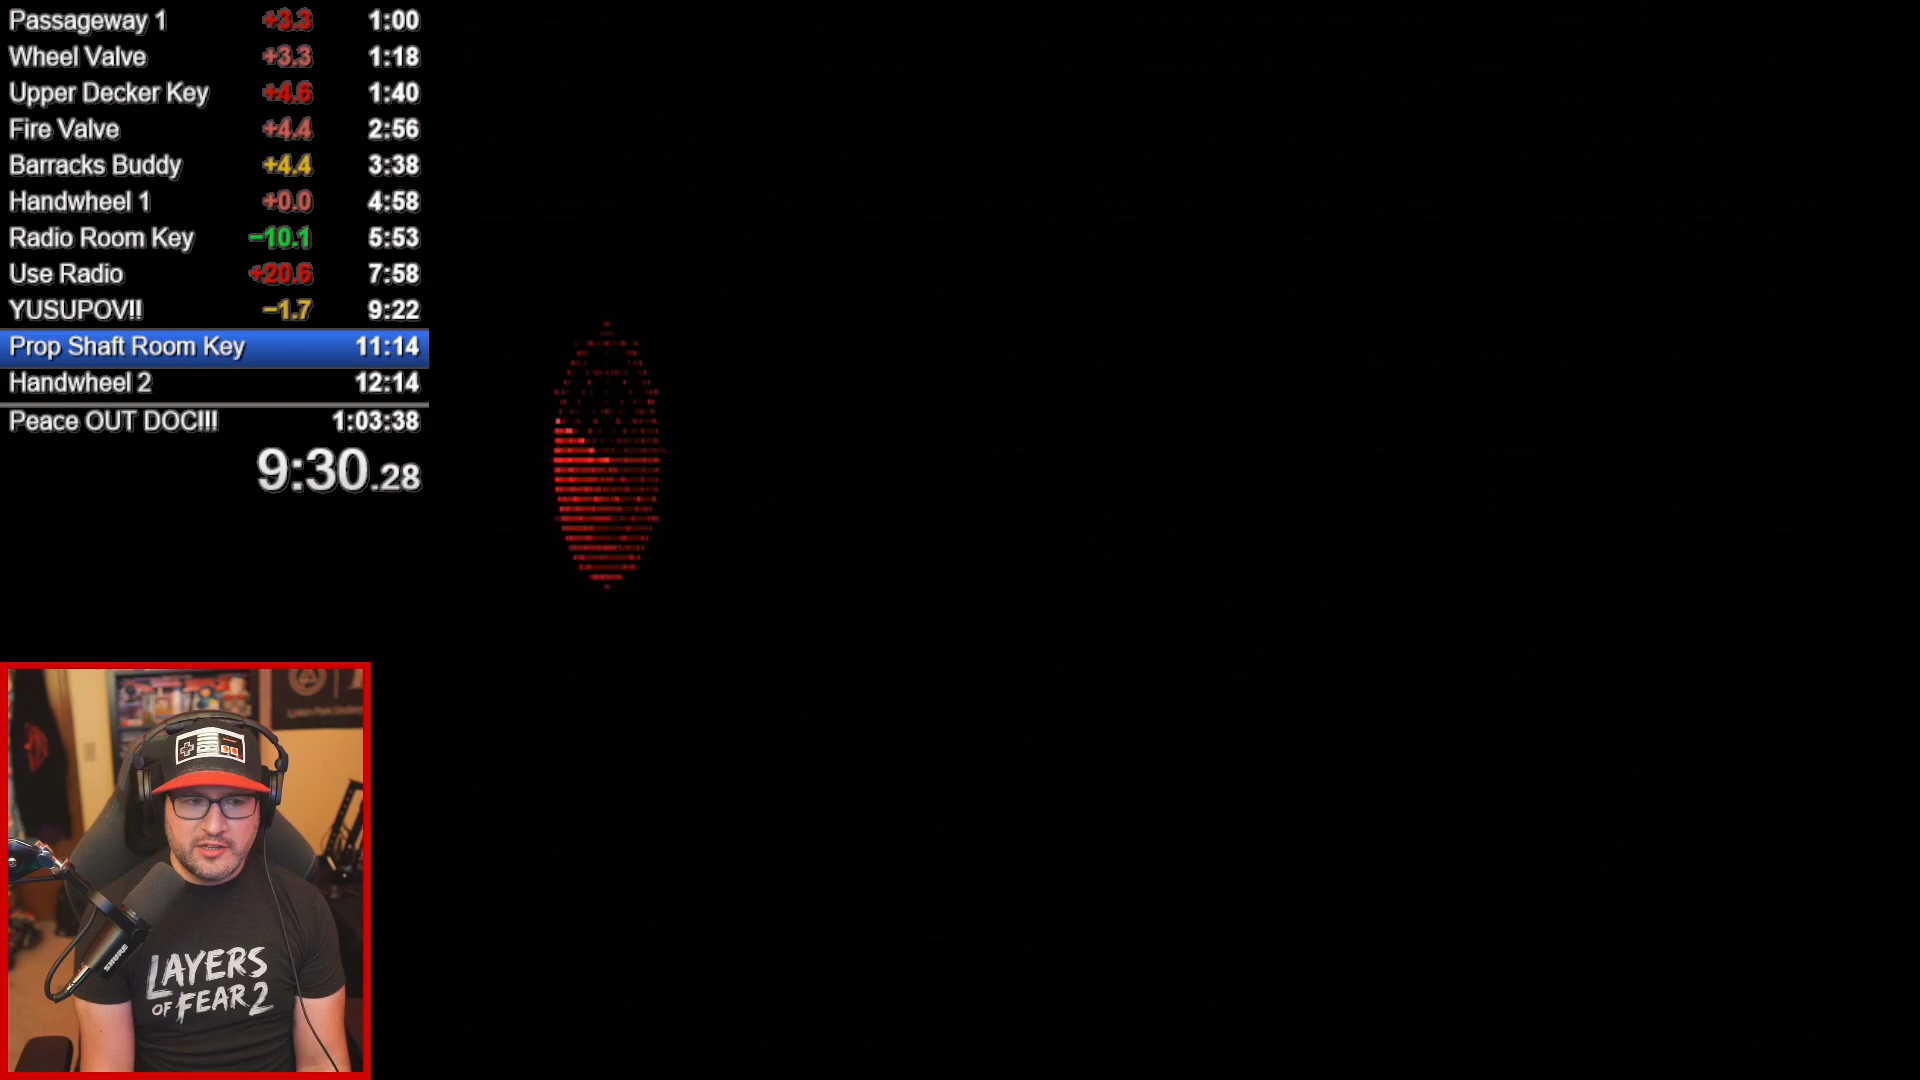 Passageway 1 +3.3 1:00
Wheel Valve +3.3 1:18
Upper Decker Key +4.6 1:40
Fire Valve +4.4 2:56
Barracks Buddy +4.4 3:38
Handwheel 1 +0.0 4:58
Radio Room Key −10.1 5:53
Use Radio +20.6 7:58
YUSUPOV!! −1.7 9:22
Prop Shaft Room Key 11:14
Handwheel 2 12:14
Peace OUT DOC!!! 1:03:38
9:30.28
SHURE
LAYERS
OF FEAR 2